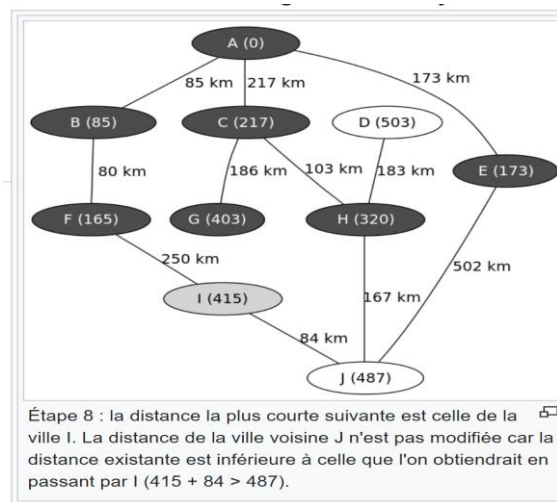 A (0)
85 km
217 km
173 km
B (85)
C (217)
D (503)
E (173)
80 km
186 km
103 km
183 km
F (165)
G (403)
H (320)
250 km
502 km
I (415)
167 km
84 km
J (487)
Étape 8 : la distance la plus courte suivante est celle de la
ville I. La distance de la ville voisine J n'est pas modifiée car la
distance existante est inférieure à celle que l'on obtiendrait en
passant par I (415 + 84 > 487).